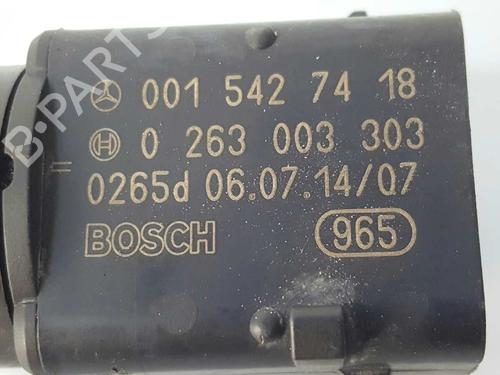 001 542 74 18
0 263 003 303
0265d 06.07.14/07
BOSCH 965
B-PARTS